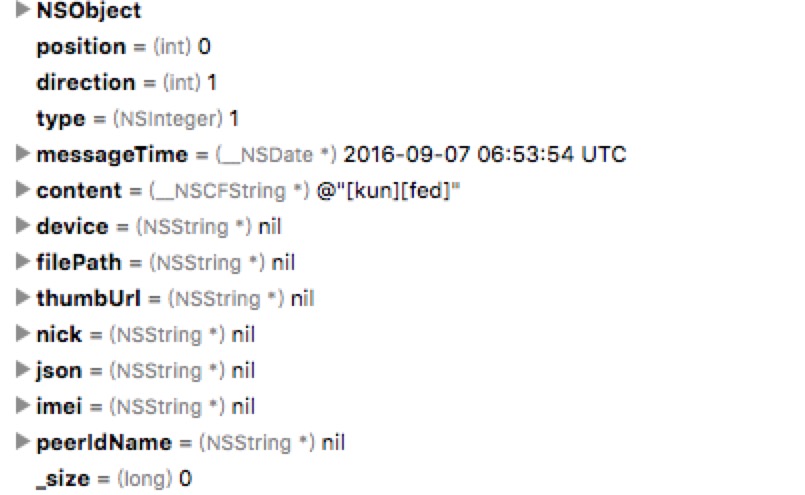 NSObject
position = (int) 0
direction = (int) 1
type = (NSInteger) 1
messageTime = (__NSDate *) 2016-09-07 06:53:54 UTC
content = (__NSCFString *) @"[kun][fed]"
device = (NSString *) nil
filePath = (NSString *) nil
thumbUrl = (NSString *) nil
nick = (NSString *) nil
json = (NSString *) nil
imei = (NSString *) nil
peerIdName = (NSString *) nil
_size = (long) 0